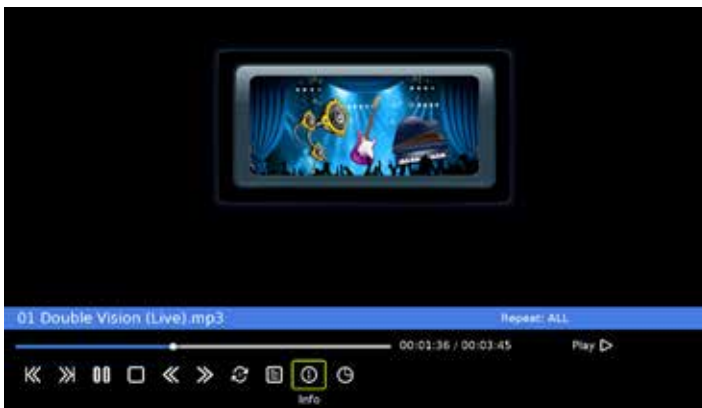 01 Double Vision (Live).mp3 Repeat: ALL
00:01:36 / 00:03:45 Play
Info